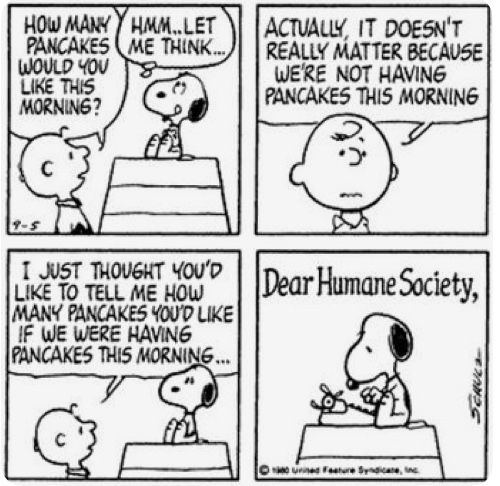 HOW MANY
PANCAKES
WOULD YOU
LIKE THIS
MORNING?
HMM..LET
ME THINK...
9-5
ACTUALLY, IT DOESN'T
REALLY MATTER BECAUSE
WE'RE NOT HAVING
PANCAKES THIS MORNING
I JUST THOUGHT YOU'D
LIKE TO TELL ME HOW
MANY PANCAKES YOU'D LIKE
IF WE WERE HAVING
PANCAKES THIS MORNING...
Dear Humane Society,
SCHULZ
© 1980 United Feature Syndicate, Inc.